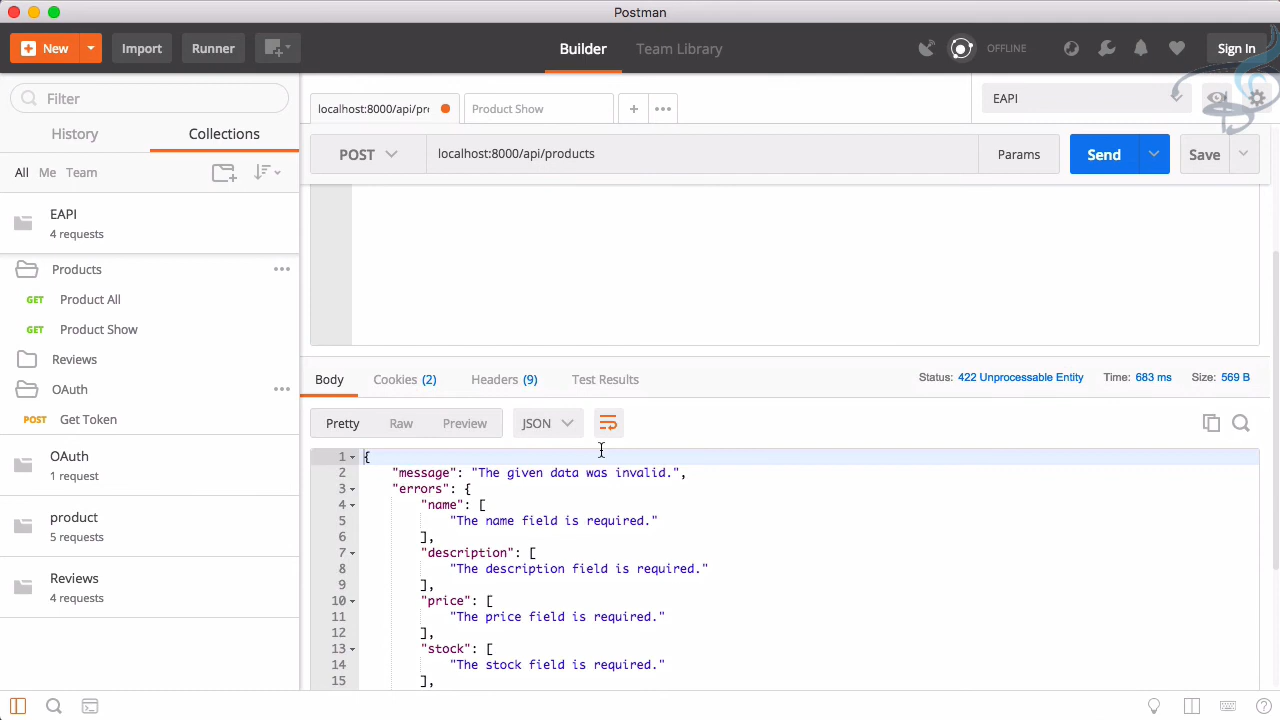 Postman
New
Import
Runner
Builder
Team Library
OFFLINE
Sign In
Filter
History
Collections
All
Me
Team
EAPI
4 requests
Products
GET Product All
GET Product Show
Reviews
OAuth
POST Get Token
OAuth
1 request
product
5 requests
Reviews
4 requests
localhost:8000/api/pr
Product Show
EAPI
POST
localhost:8000/api/products
Params
Send
Save
Body
Cookies (2)
Headers (9)
Test Results
Status: 422 Unprocessable Entity
Time: 683 ms
Size: 569 B
Pretty
Raw
Preview
JSON
1 {
2 "message": "The given data was invalid.",
3 "errors": {
4 "name": [
5 "The name field is required."
6 ],
7 "description": [
8 "The description field is required."
9 ],
10 "price": [
11 "The price field is required."
12 ],
13 "stock": [
14 "The stock field is required."
15 ],